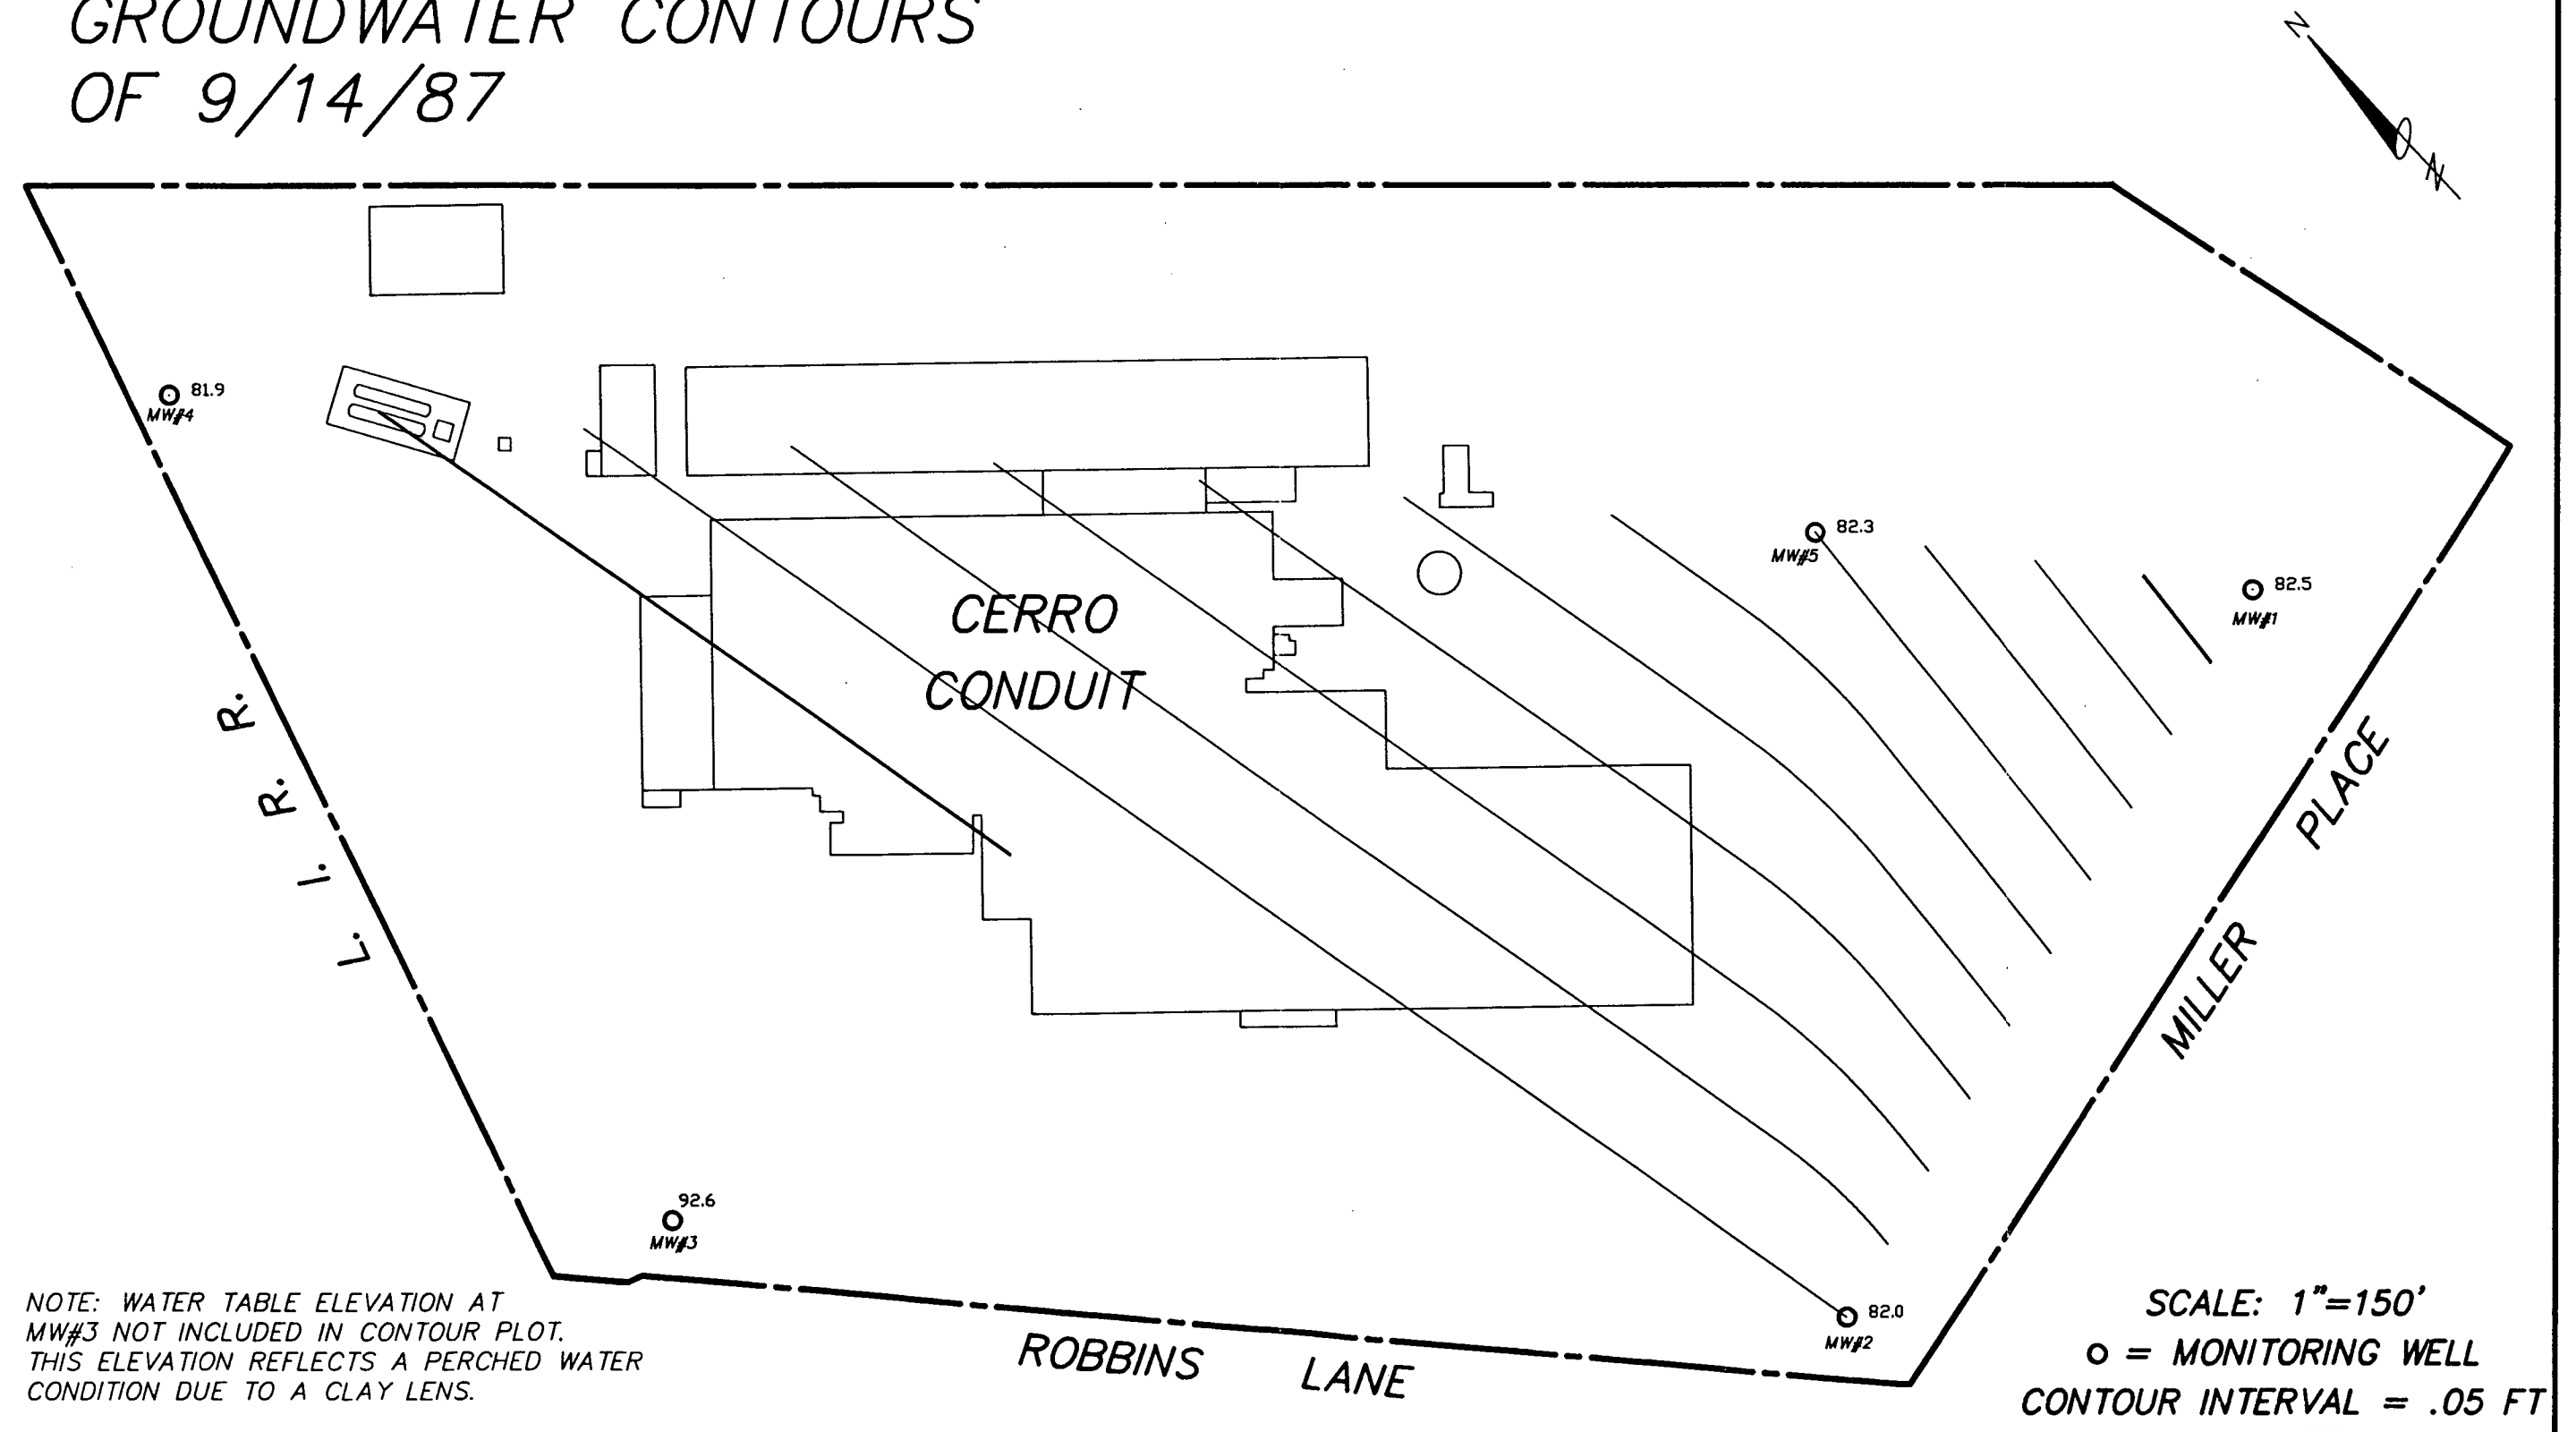 GROUNDWATER CONTOURS
OF 9/14/87
N
N
81.9
MW#4
82.3
MW#5
82.5
MW#1
CERRO
CONDUIT
L. I. R. R.
MILLER PLACE
92.6
MW#3
82.0
MW#2
ROBBINS LANE
NOTE: WATER TABLE ELEVATION AT
MW#3 NOT INCLUDED IN CONTOUR PLOT.
THIS ELEVATION REFLECTS A PERCHED WATER
CONDITION DUE TO A CLAY LENS.
SCALE: 1"=150'
O = MONITORING WELL
CONTOUR INTERVAL = .05 FT